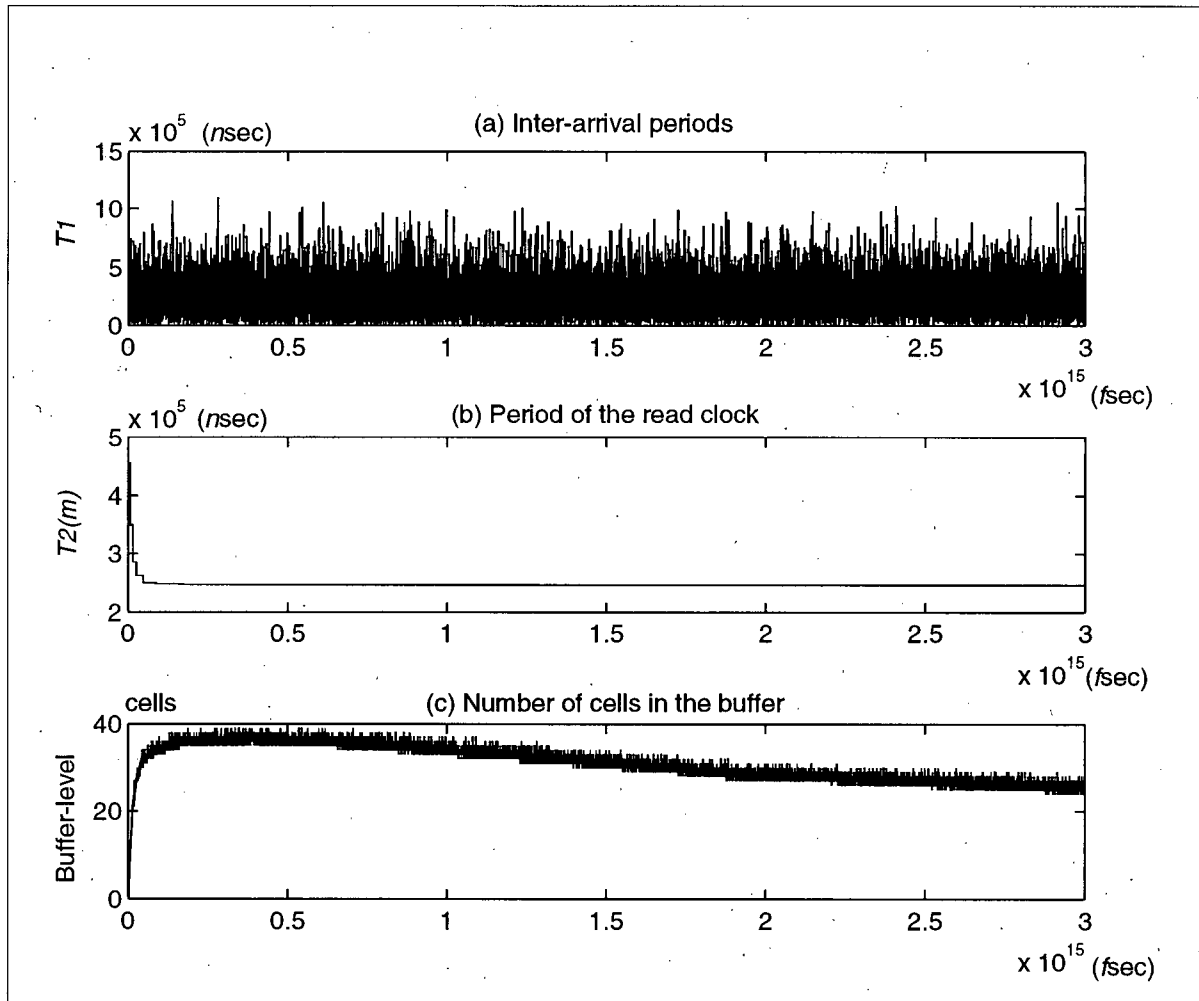 x 10^5 (nsec)
(a) Inter-arrival periods
15
10
5
0
T1
0 0.5 1 1.5 2 2.5 3
x 10^15 (fsec)
x 10^5 (nsec)
(b) Period of the read clock
5
4
3
2
T2(m)
0 0.5 1 1.5 2 2.5 3
x 10^15 (fsec)
cells
(c) Number of cells in the buffer
40
20
0
Buffer-level
0 0.5 1 1.5 2 2.5 3
x 10^15 (fsec)